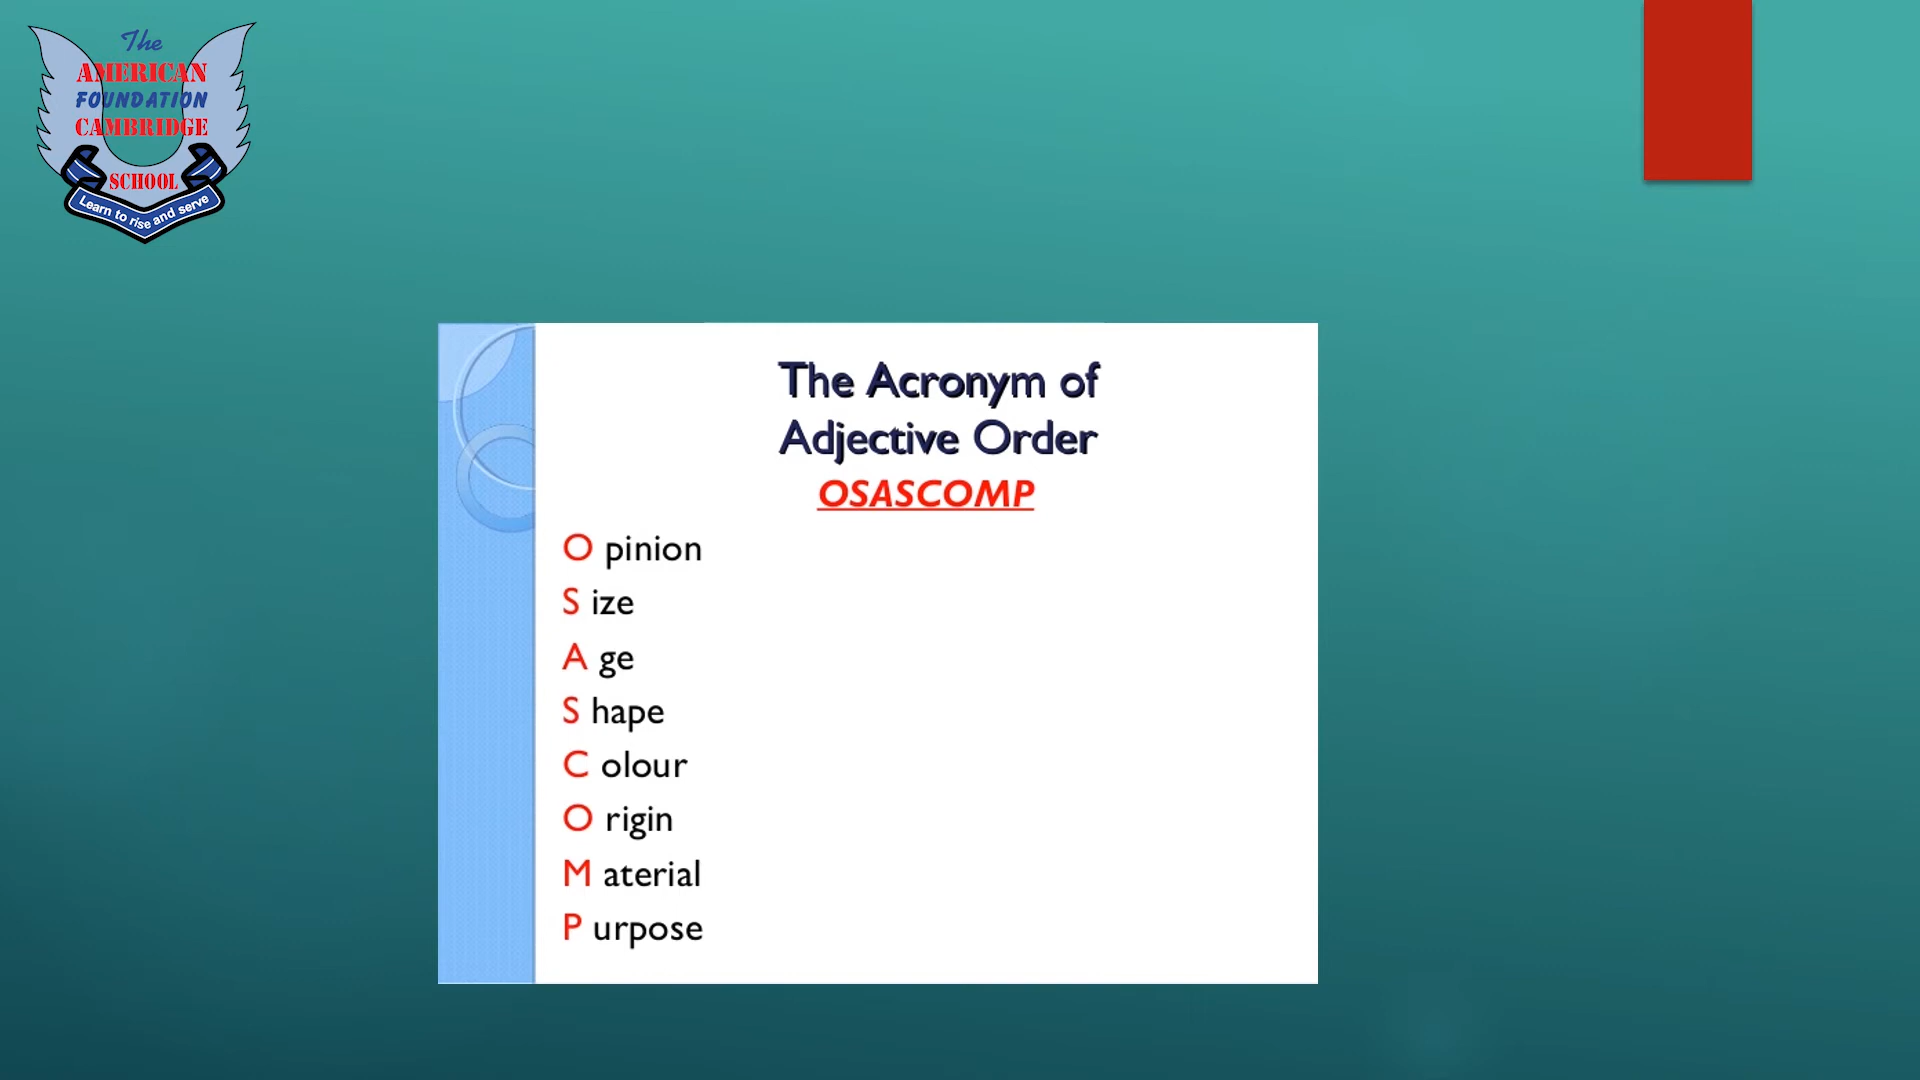 The
AMERICAN
FOUNDATION
CAMBRIDGE
SCHOOL
Learn to rise and serve
The Acronym of
Adjective Order
OSASCOMP
O pinion
S ize
A ge
S hape
C olour
O rigin
M aterial
P urpose